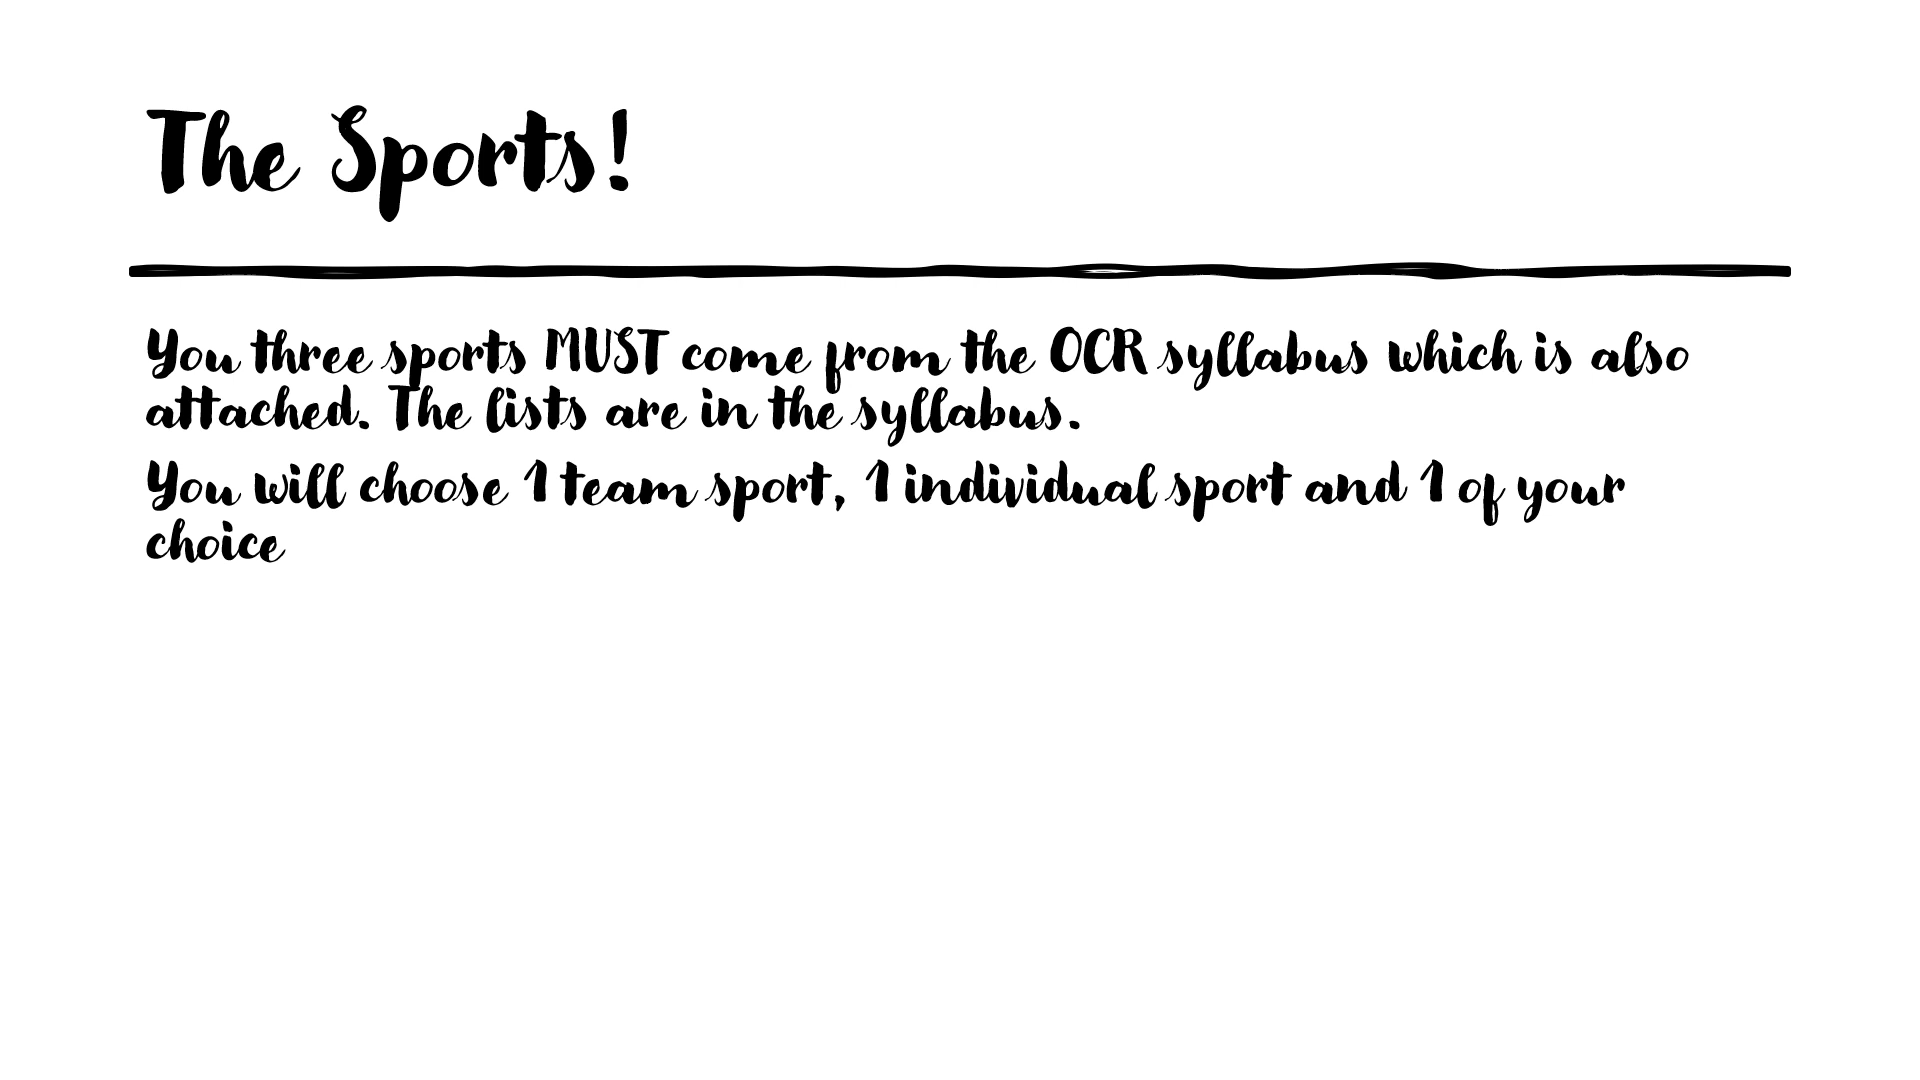 The Sports!
You three sports MUST come from the OCR syllabus which is also
attached. The lists are in the syllabus.
You will choose 1 team sport, 1 individual sport and 1 of your
choice